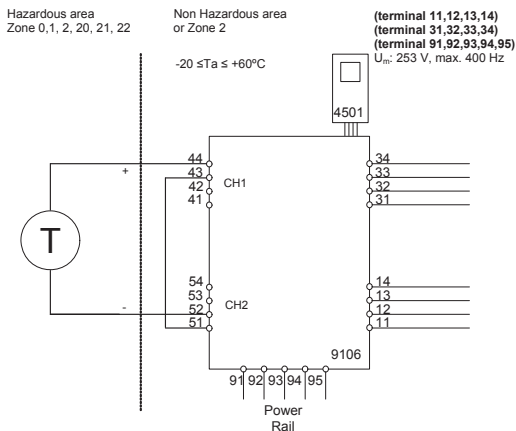 Hazardous area
Zone 0,1, 2, 20, 21, 22
Non Hazardous area
or Zone 2
-20 ≤Ta ≤ +60ºC
(terminal 11,12,13,14)
(terminal 31,32,33,34)
(terminal 91,92,93,94,95)
Um: 253 V, max. 400 Hz
4501
44
43
42
41
CH1
+
34
33
32
31
T
54
53
52
51
CH2
-
14
13
12
11
9106
91 92 93 94 95
Power
Rail